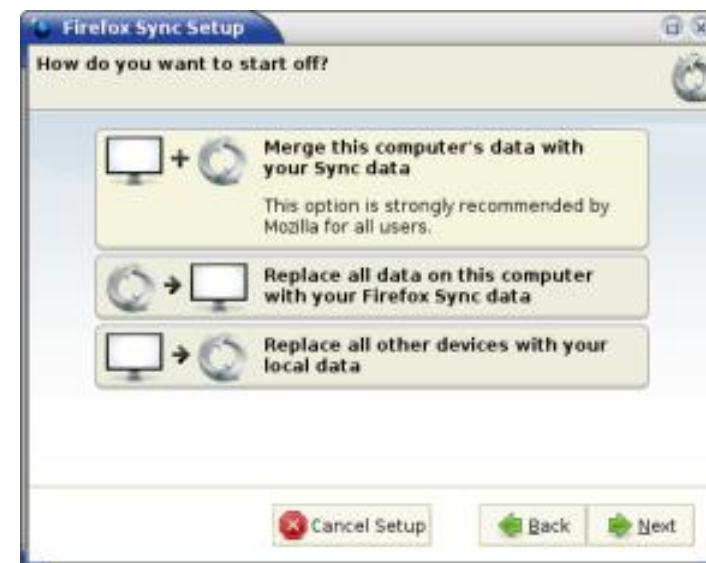 Firefox Sync Setup
How do you want to start off?
Merge this computer's data with
your Sync data
This option is strongly recommended by
Mozilla for all users.
Replace all data on this computer
with your Firefox Sync data
Replace all other devices with your
local data
Cancel Setup
Back
Next